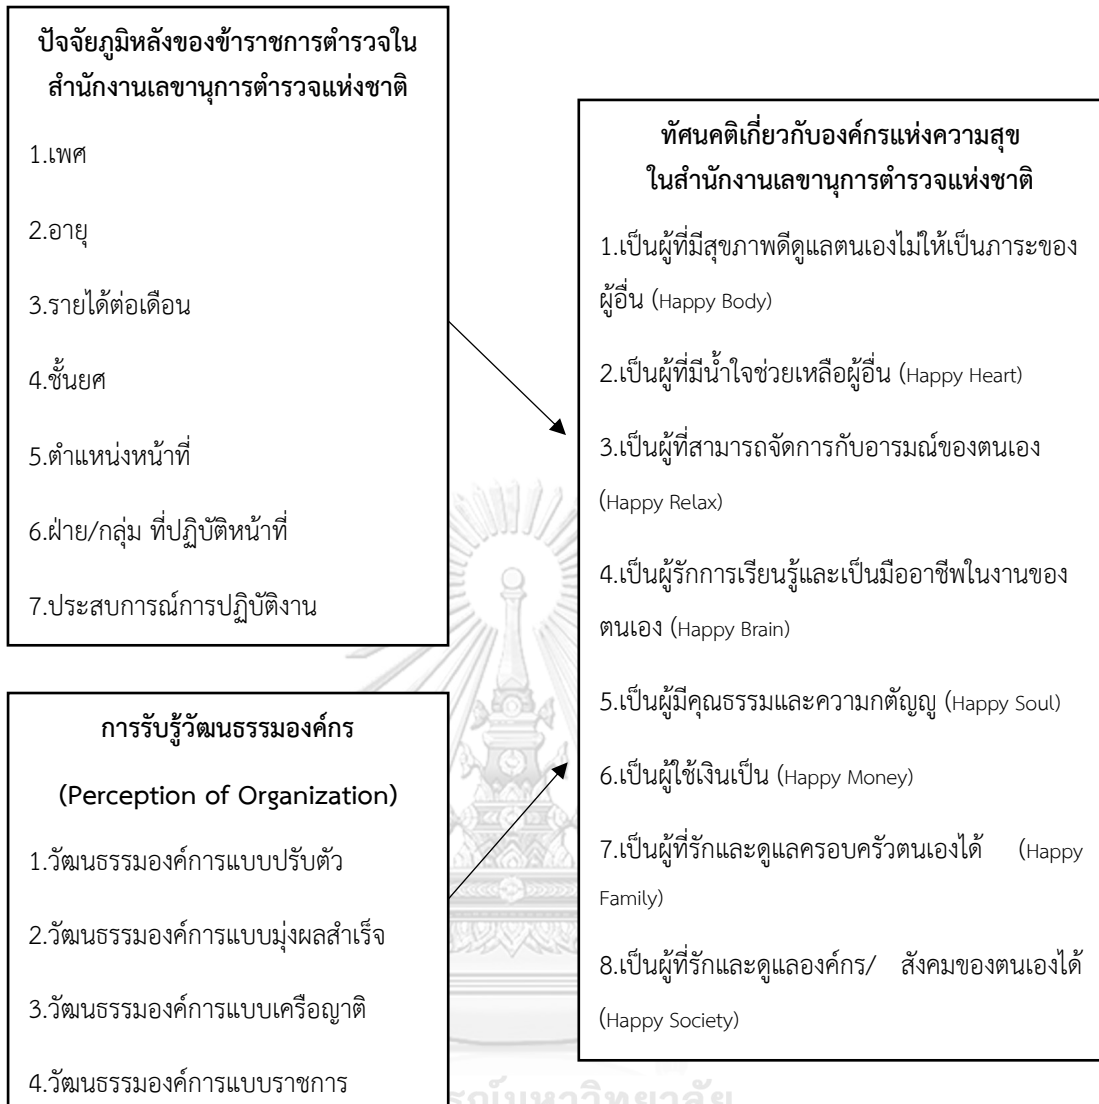 ปัจจัยภูมิหลังของข้าราชการตำรวจใน
สำนักงานเลขานุการตำรวจแห่งชาติ
1.เพศ
2.อายุ
3.รายได้ต่อเดือน
4.ชั้นยศ
5.ตำแหน่งหน้าที่
6.ฝ่าย/กลุ่ม ที่ปฏิบัติหน้าที่
7.ประสบการณ์การปฏิบัติงาน
การรับรู้วัฒนธรรมองค์กร
(Perception of Organization)
1.วัฒนธรรมองค์การแบบปรับตัว
2.วัฒนธรรมองค์การแบบมุ่งผลสำเร็จ
3.วัฒนธรรมองค์การแบบเครือญาติ
4.วัฒนธรรมองค์การแบบราชการ
ทัศนคติเกี่ยวกับองค์กรแห่งความสุข
ในสำนักงานเลขานุการตำรวจแห่งชาติ
1.เป็นผู้ที่มีสุขภาพดีดูแลตนเองไม่ให้เป็นภาระของ
ผู้อื่น (Happy Body)
2.เป็นผู้ที่มีน้ำใจช่วยเหลือผู้อื่น (Happy Heart)
3.เป็นผู้ที่สามารถจัดการกับอารมณ์ของตนเอง
(Happy Relax)
4.เป็นผู้รักการเรียนรู้และเป็นมืออาชีพในงานของ
ตนเอง (Happy Brain)
5.เป็นผู้มีคุณธรรมและความกตัญญู (Happy Soul)
6.เป็นผู้ใช้เงินเป็น (Happy Money)
7.เป็นผู้ที่รักและดูแลครอบครัวตนเองได้ (Happy
Family)
8.เป็นผู้ที่รักและดูแลองค์กร/ สังคมของตนเองได้
(Happy Society)